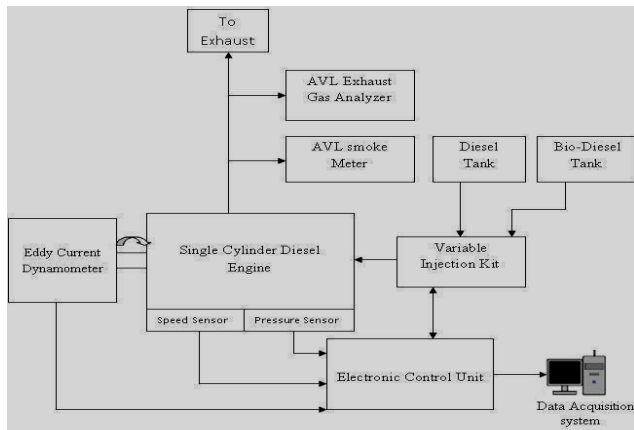 To
Exhaust
AVL Exhaust
Gas Analyzer
AVL smoke
Meter
Diesel
Tank
Bio-Diesel
Tank
Eddy Current
Dynamometer
Single Cylinder Diesel
Engine
Variable
Injection Kit
Speed Sensor
Pressure Sensor
Electronic Control Unit
Data Acquisition
system